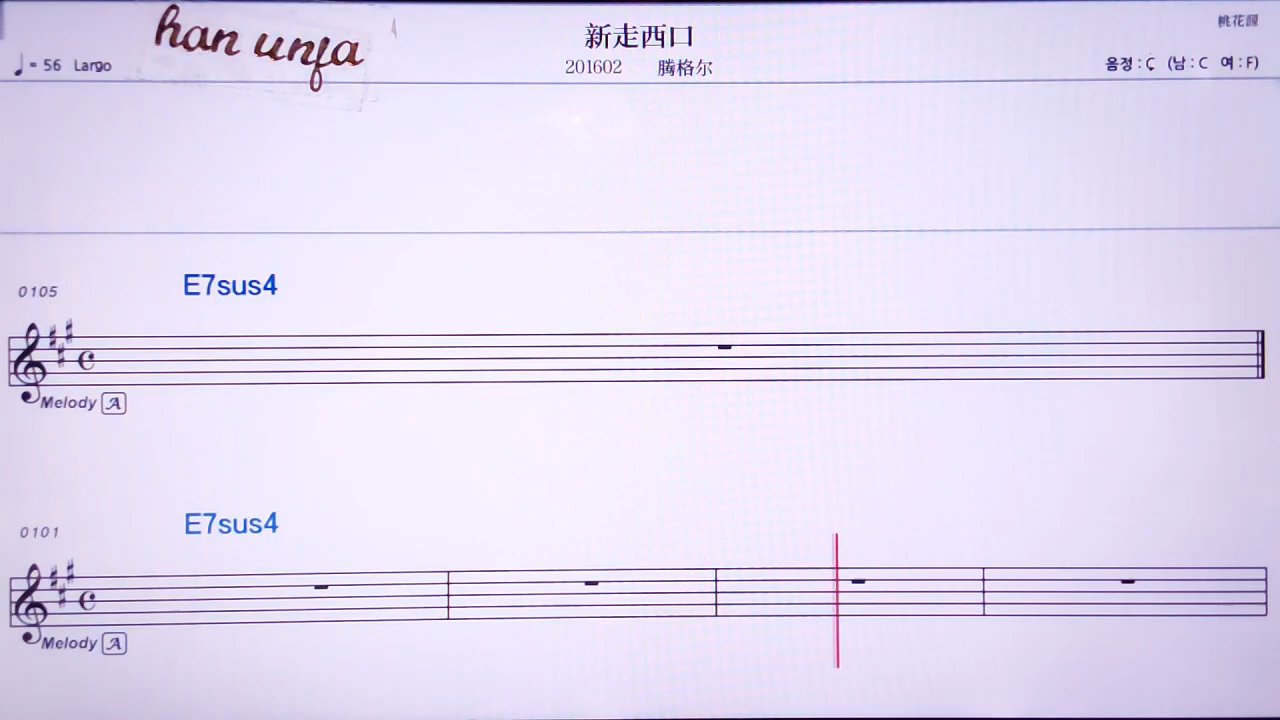 han unfa
新走西口
桃花源
♩= 56 Largo
201602 腾格尔
음정 : C (남 : C 여 : F)
0105
E7sus4
Melody A
0101
E7sus4
Melody A